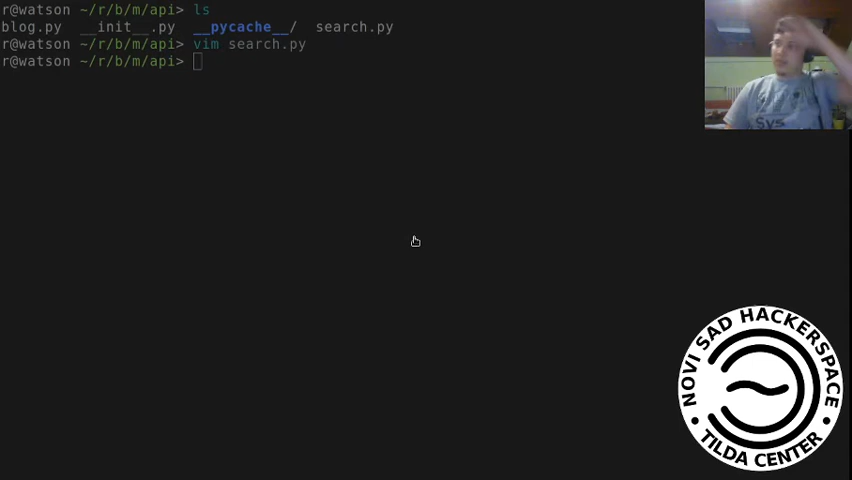 r@watson ~/r/b/m/api> ls
blog.py  __init__.py  __pycache__/  search.py
r@watson ~/r/b/m/api> vim search.py
r@watson ~/r/b/m/api>
Sys
NOVI SAD HACKERSPACE
• TILDA CENTER •